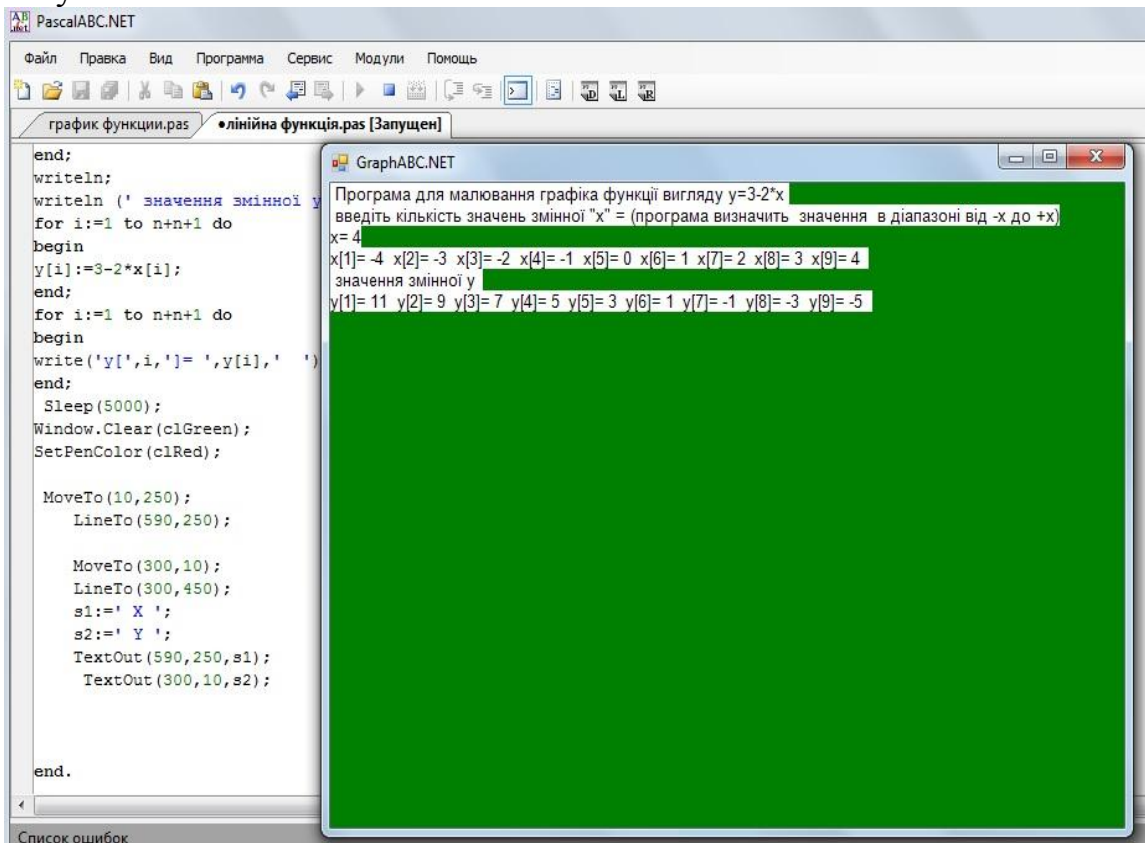 PascalABC.NET
Файл Правка Вид Программа Сервис Модули Помощь
график функции.pas •лінійна функція.pas [Запущен]
end;
writeln;
writeln (' значення змінної у
for i:=1 to n+n+1 do
begin
y[i]:=3-2*x[i];
end;
for i:=1 to n+n+1 do
begin
write('y[',i,']= ',y[i],'  ')
end;
Sleep(5000);
Window.Clear(clGreen);
SetPenColor(clRed);
MoveTo(10,250);
LineTo(590,250);
MoveTo(300,10);
LineTo(300,450);
s1:=' X ';
s2:=' Y ';
TextOut(590,250,s1);
TextOut(300,10,s2);
end.
Список ошибок
GraphABC.NET
Програма для малювання графіка функції вигляду y=3-2*x
введіть кількість значень змінної "x" = (програма визначить значення в діапазоні від -x до +x)
x= 4
x[1]= -4 x[2]= -3 x[3]= -2 x[4]= -1 x[5]= 0 x[6]= 1 x[7]= 2 x[8]= 3 x[9]= 4
значення змінної у
y[1]= 11 y[2]= 9 y[3]= 7 y[4]= 5 y[5]= 3 y[6]= 1 y[7]= -1 y[8]= -3 y[9]= -5